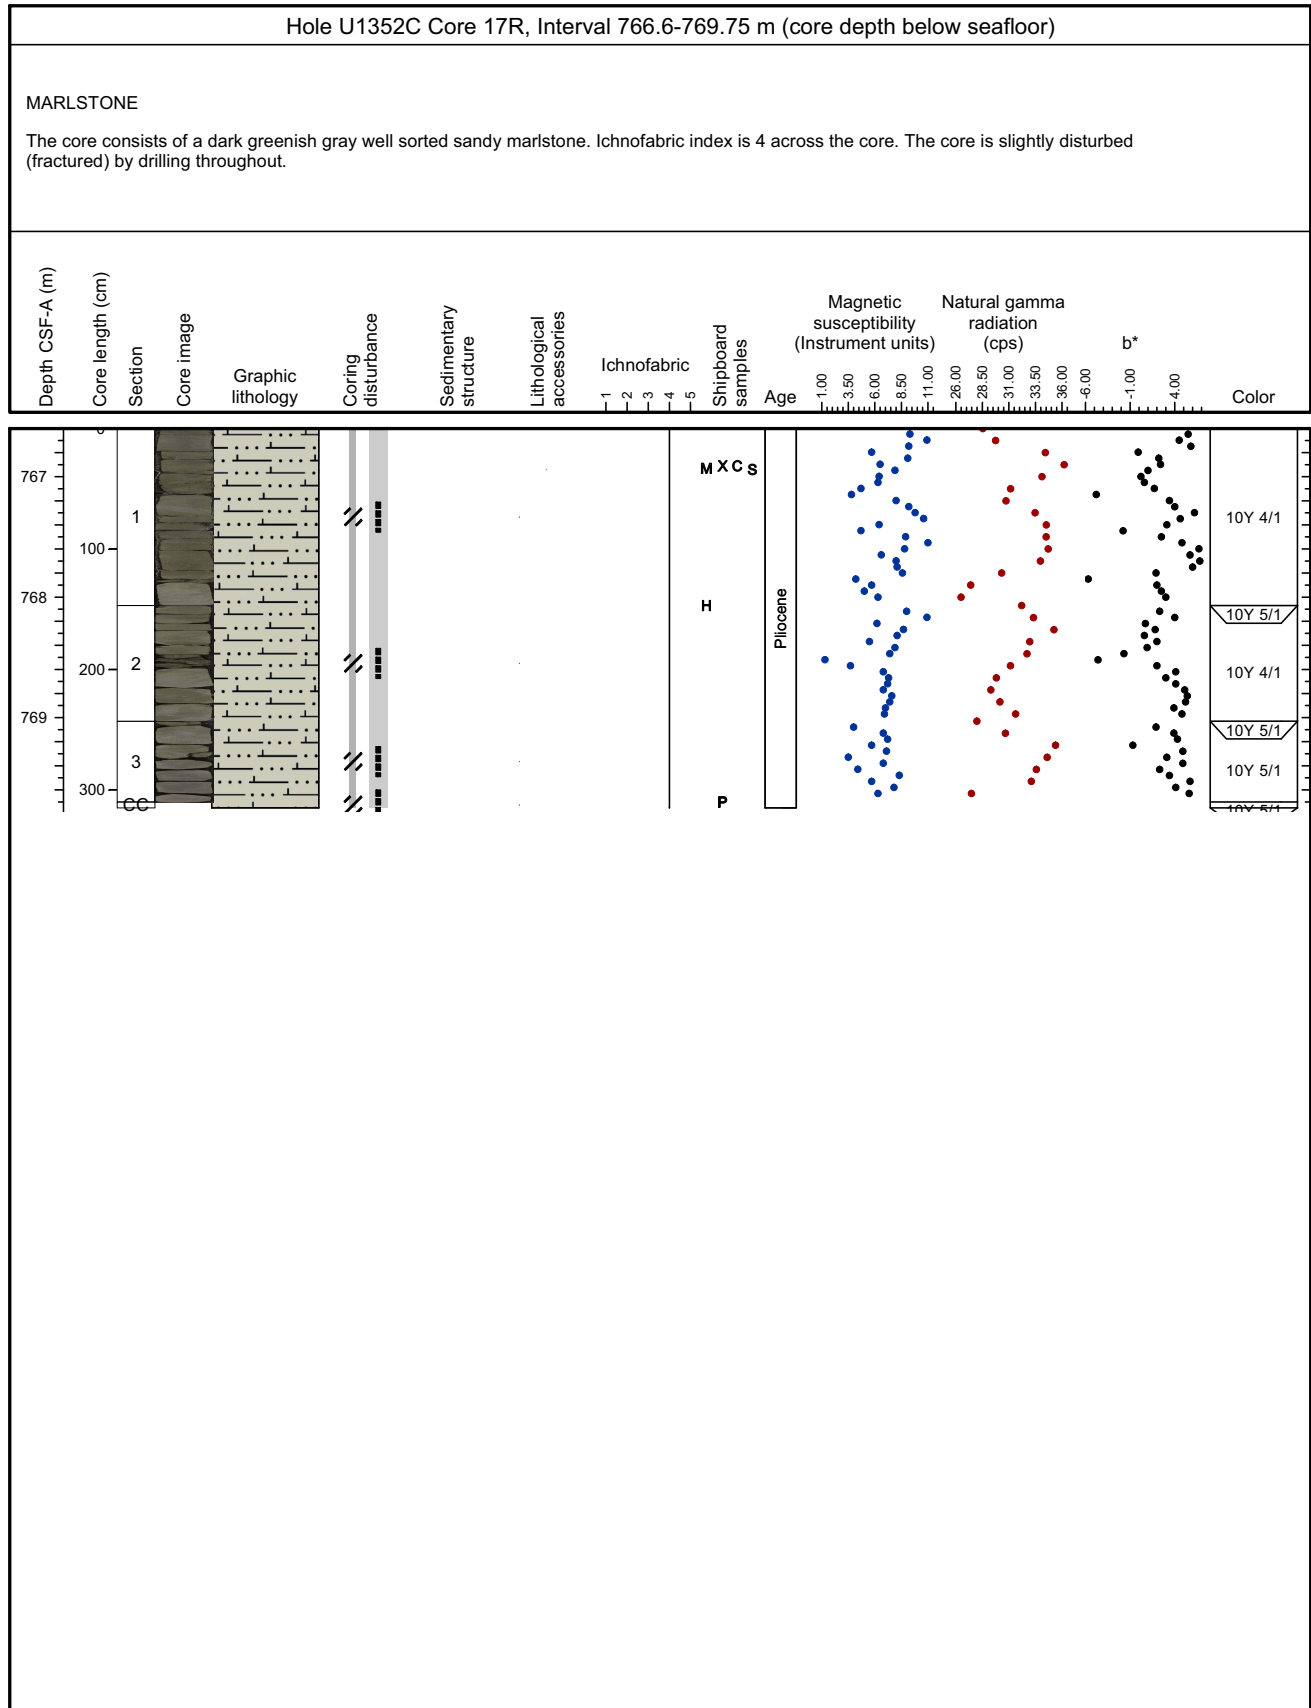 Hole U1352C Core 17R, Interval 766.6-769.75 m (core depth below seafloor)
MARLSTONE
The core consists of a dark greenish gray well sorted sandy marlstone. Ichnofabric index is 4 across the core. The core is slightly disturbed
(fractured) by drilling throughout.
Depth CSF-A (m)
Core length (cm)
Section
Core image
Graphic
lithology
Coring
disturbance
Sedimentary
structure
Lithological
accessories
Ichnofabric
1 2 3 4 5
Shipboard
samples
Age
Magnetic
susceptibility
(Instrument units)
1.00 3.50 6.00 8.50 11.00
Natural gamma
radiation
(cps)
26.00 28.50 31.00 33.50 36.00
b*
-6.00 -1.00 4.00
Color
0
767
M X C S
1
10Y 4/1
100
768
H
10Y 5/1
Pliocene
2
200
10Y 4/1
769
10Y 5/1
3
10Y 5/1
300
CC
P
10Y 5/1